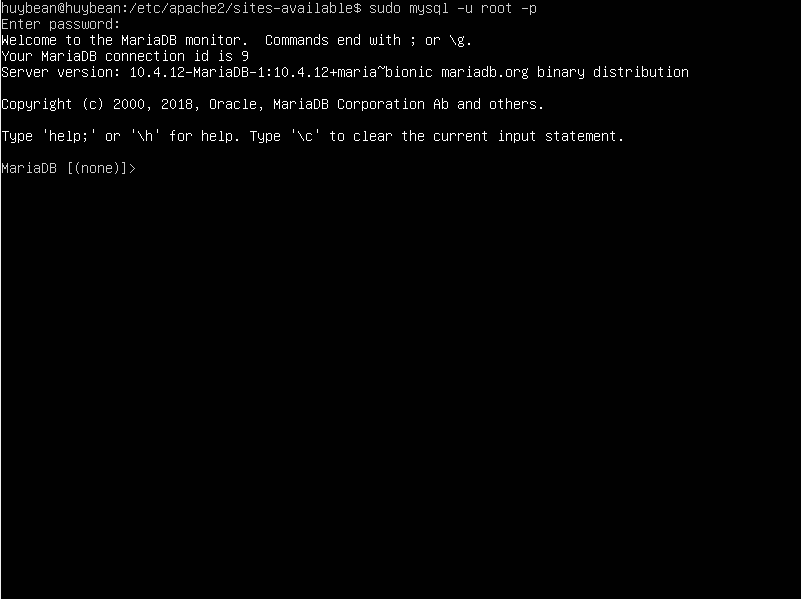 huybean@huybean:/etc/apache2/sites-available$ sudo mysql -u root -p
Enter password:
Welcome to the MariaDB monitor.  Commands end with ; or \g.
Your MariaDB connection id is 9
Server version: 10.4.12-MariaDB-1:10.4.12+maria~bionic mariadb.org binary distribution
Copyright (c) 2000, 2018, Oracle, MariaDB Corporation Ab and others.
Type 'help;' or '\h' for help. Type '\c' to clear the current input statement.
MariaDB [(none)]>